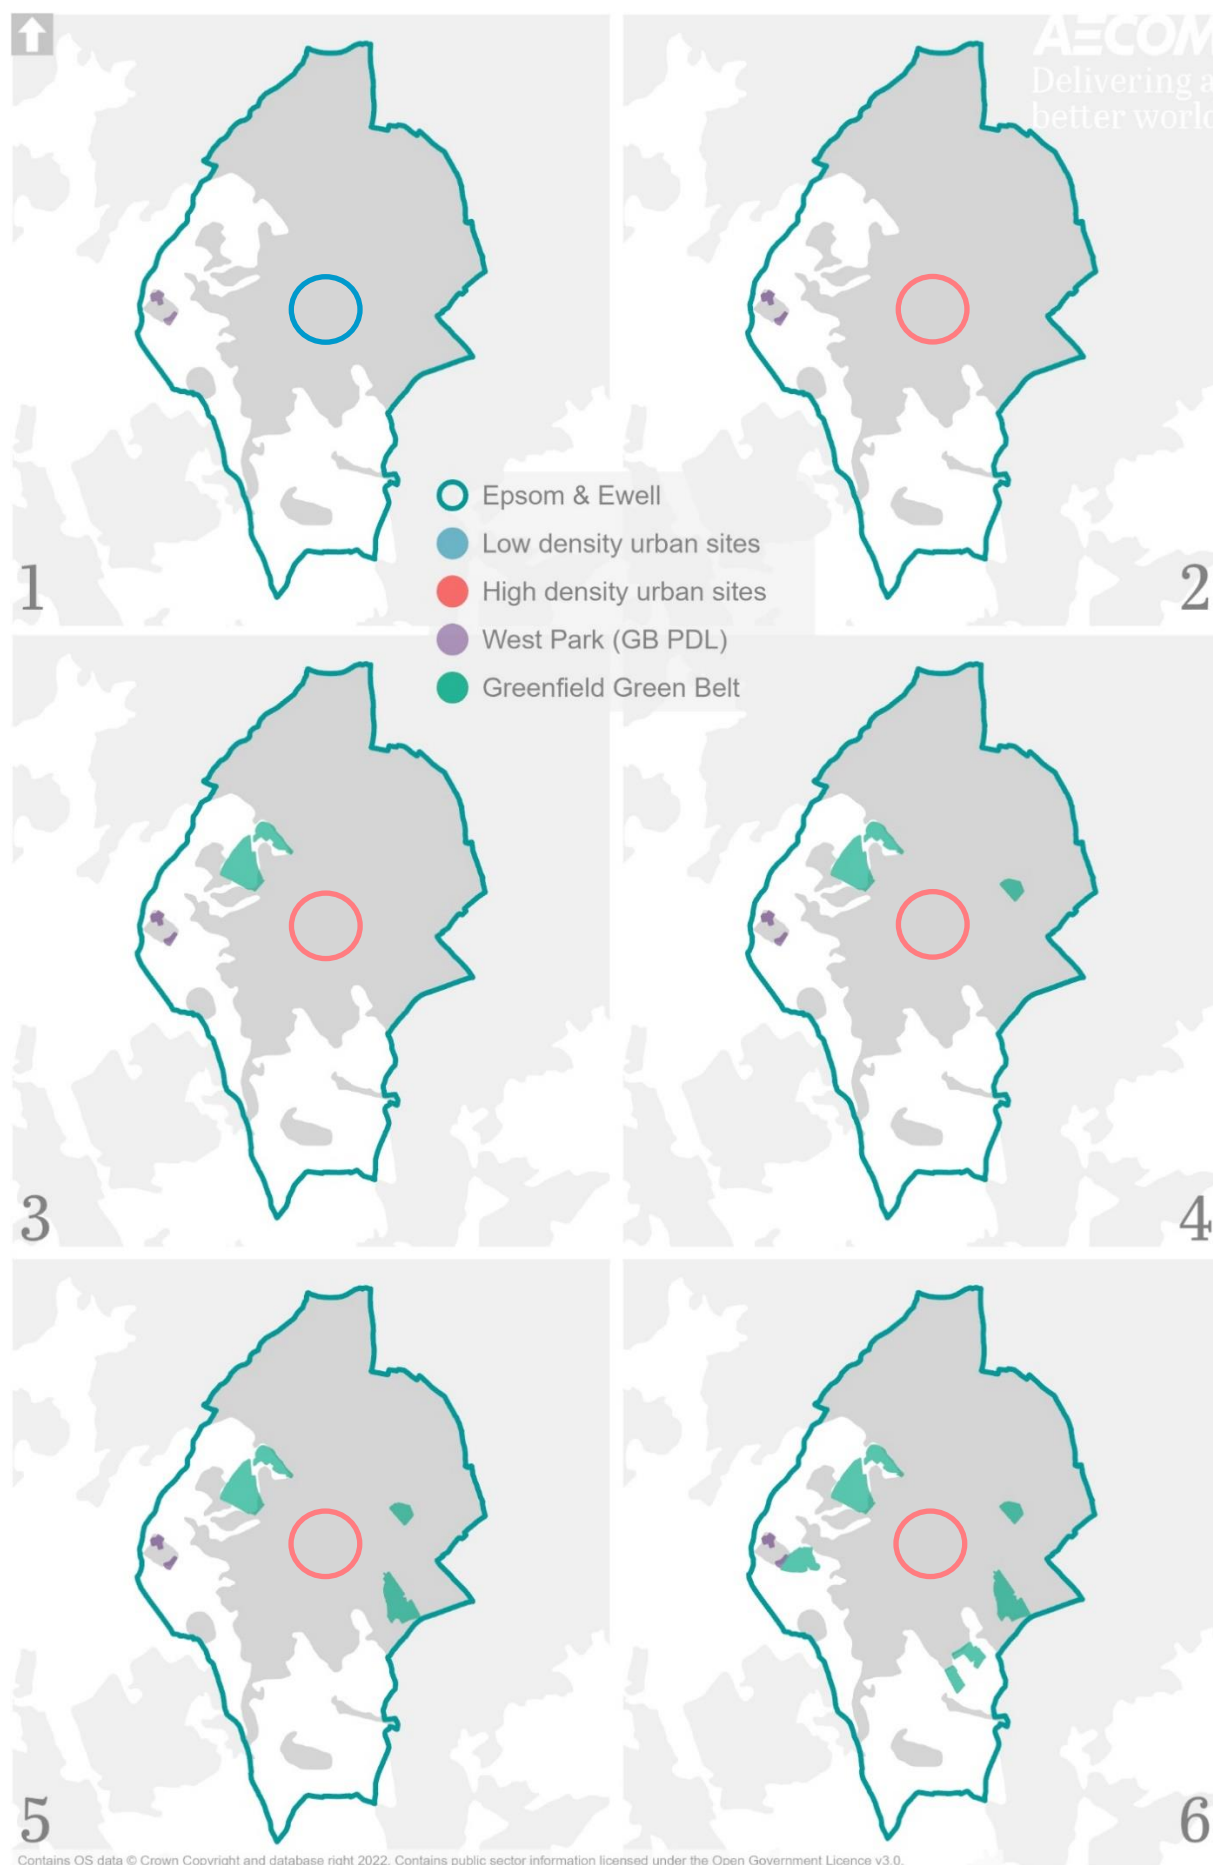 AECOM
Delivering a
better world
Epsom & Ewell
Low density urban sites
1
High density urban sites
2
West Park (GB PDL)
Greenfield Green Belt
3
4
5
6
Contains OS data © Crown Copyright and database right 2022. Contains public sector information licensed under the Open Government Licence v3.0.